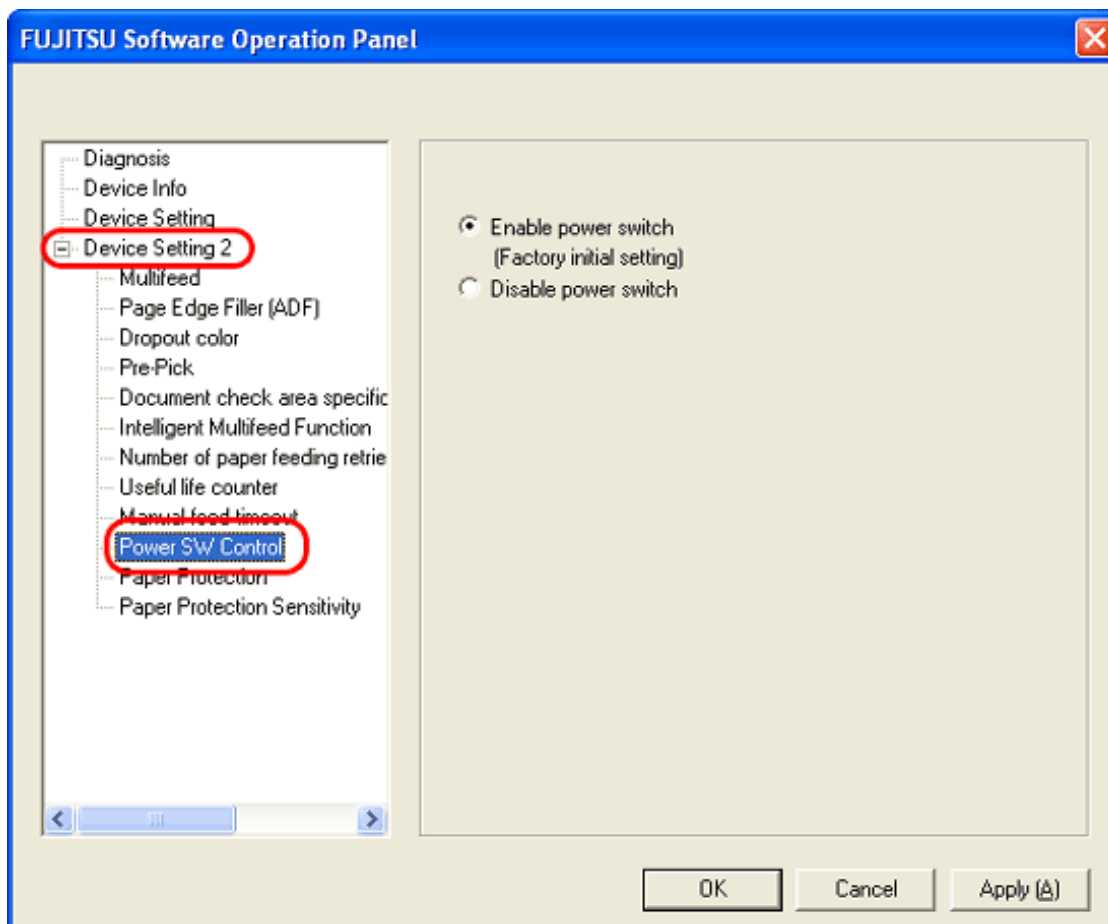 FUJITSU Software Operation Panel
Diagnosis
Device Info
Device Setting
Device Setting 2
Multifeed
Page Edge Filler (ADF)
Dropout color
Pre-Pick
Document check area specific
Intelligent Multifeed Function
Number of paper feeding retrie
Useful life counter
Manual feed timeout
Power SW Control
Paper Protection
Paper Protection Sensitivity
Enable power switch
(Factory initial setting)
Disable power switch
OK
Cancel
Apply (A)